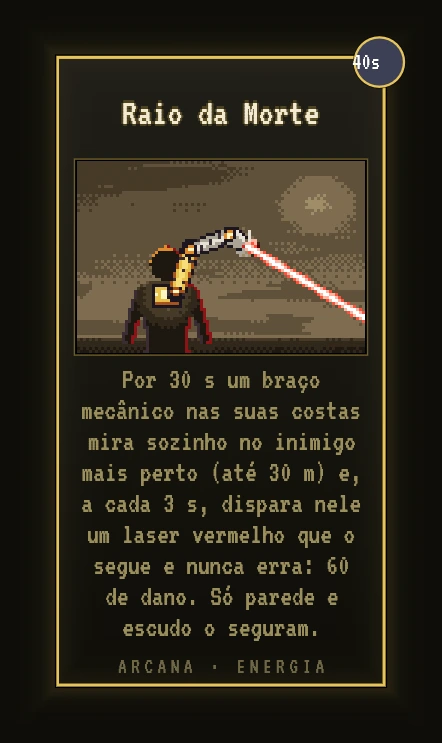 40s
Raio da Morte
Por 30 s um braço
mecânico nas suas costas
mira sozinho no inimigo
mais perto (até 30 m) e,
a cada 3 s, dispara nele
um laser vermelho que o
segue e nunca erra: 60
de dano. Só parede e
escudo o seguram.
ARCANA · ENERGIA